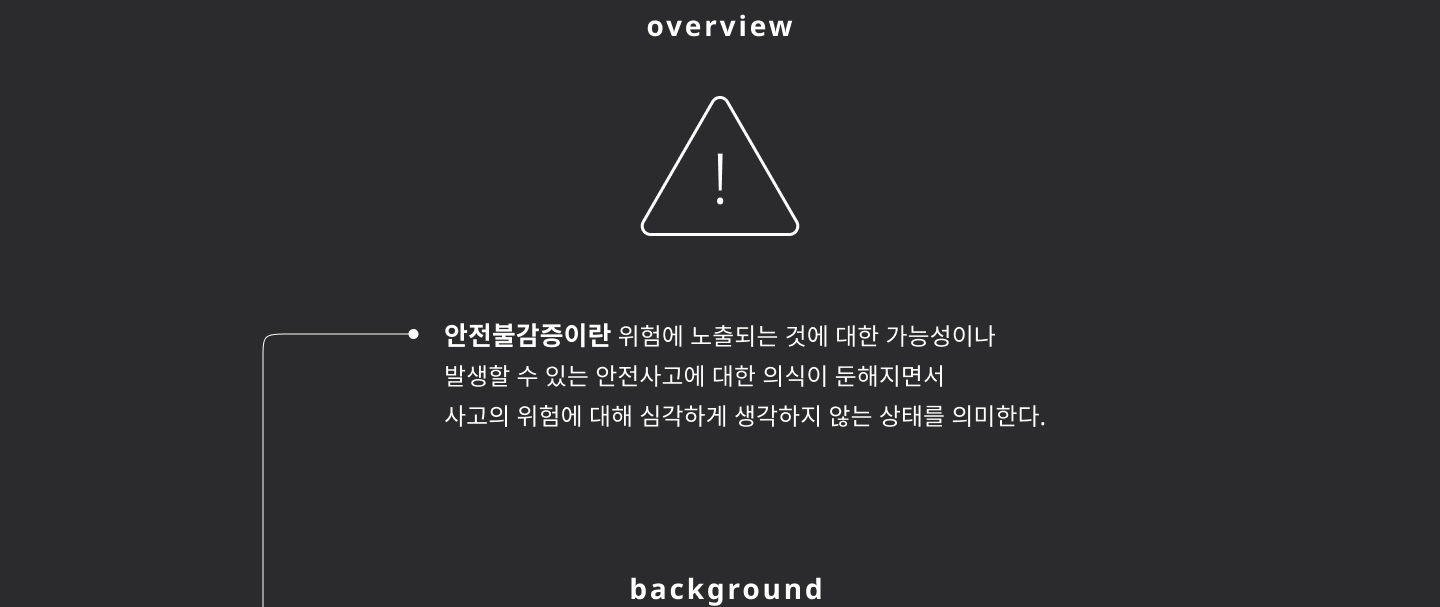 overview
!
안전불감증이란 위험에 노출되는 것에 대한 가능성이나
발생할 수 있는 안전사고에 대한 의식이 둔해지면서
사고의 위험에 대해 심각하게 생각하지 않는 상태를 의미한다.
background